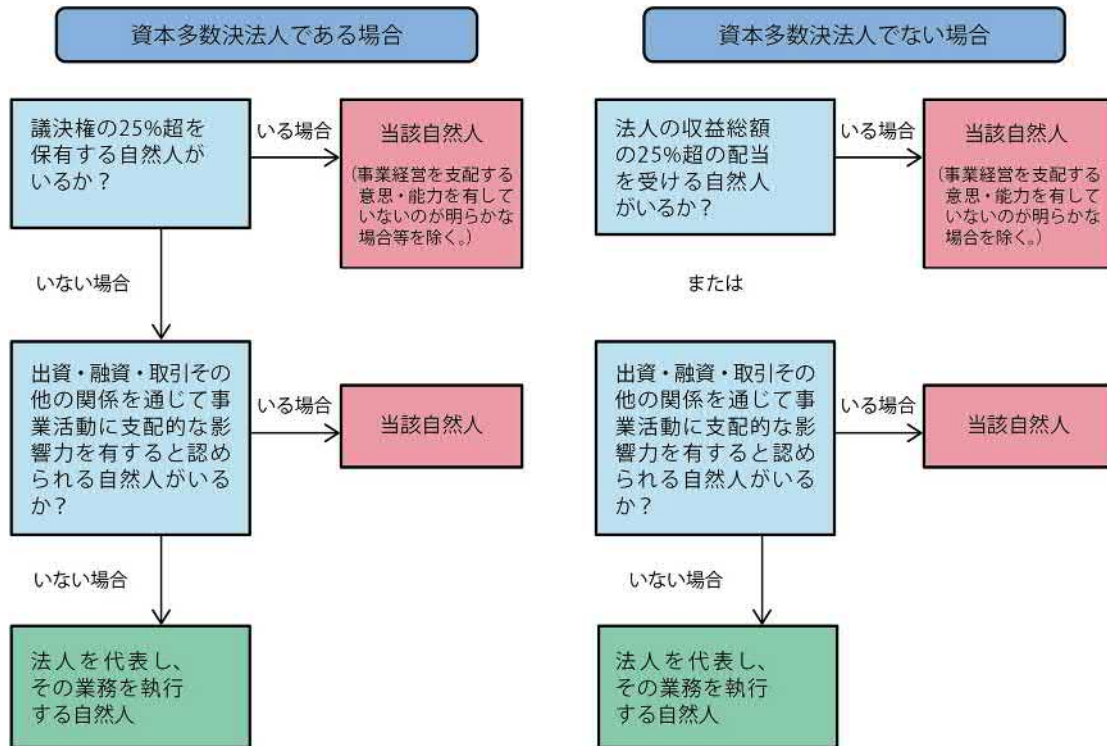 資本多数決法人である場合
議決権の25%超を
保有する自然人が
いるか？
いる場合
当該自然人
（事業経営を支配する
意思・能力を有して
いないのが明らかな
場合等を除く。）
いない場合
出資・融資・取引その
他の関係を通じて事
業活動に支配的な影
響力を有すると認め
られる自然人がいる
か？
いる場合
当該自然人
いない場合
法人を代表し、
その業務を執行
する自然人
資本多数決法人でない場合
法人の収益総額
の25%超の配当
を受ける自然人
がいるか？
いる場合
当該自然人
（事業経営を支配する
意思・能力を有して
いないのが明らかな
場合を除く。）
または
出資・融資・取引その
他の関係を通じて事
業活動に支配的な影
響力を有すると認め
られる自然人がいる
か？
いる場合
当該自然人
いない場合
法人を代表し、
その業務を執行
する自然人